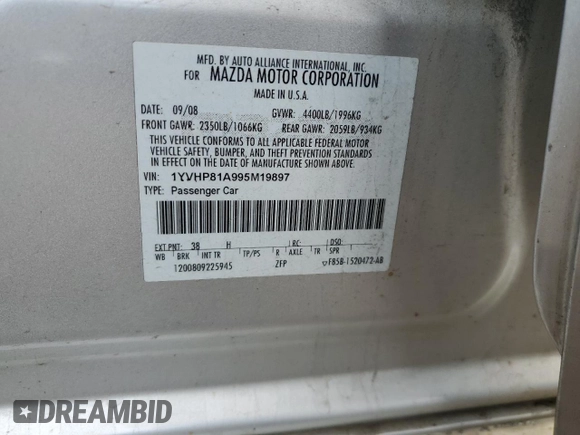 MFD. BY AUTO ALLIANCE INTERNATIONAL, INC.
FOR MAZDA MOTOR CORPORATION
MADE IN U.S.A.
DATE: 09/08 GVWR: 4400LB/1996KG
FRONT GAWR: 2350LB/1066KG REAR GAWR: 2059LB/934KG
THIS VEHICLE CONFORMS TO ALL APPLICABLE FEDERAL MOTOR
VEHICLE SAFETY, BUMPER, AND THEFT PREVENTION STANDARDS
IN EFFECT ON THE DATE OF MANUFACTURE SHOWN ABOVE.
VIN: 1YVHP81A995M19897
TYPE: Passenger Car
EXT.PNT: 38 H RC: DSO:
WB BRK INT TR TP/PS R AXLE TR SPR
1200809225945 ZFP F85B-1520472-AB
DREAMBID